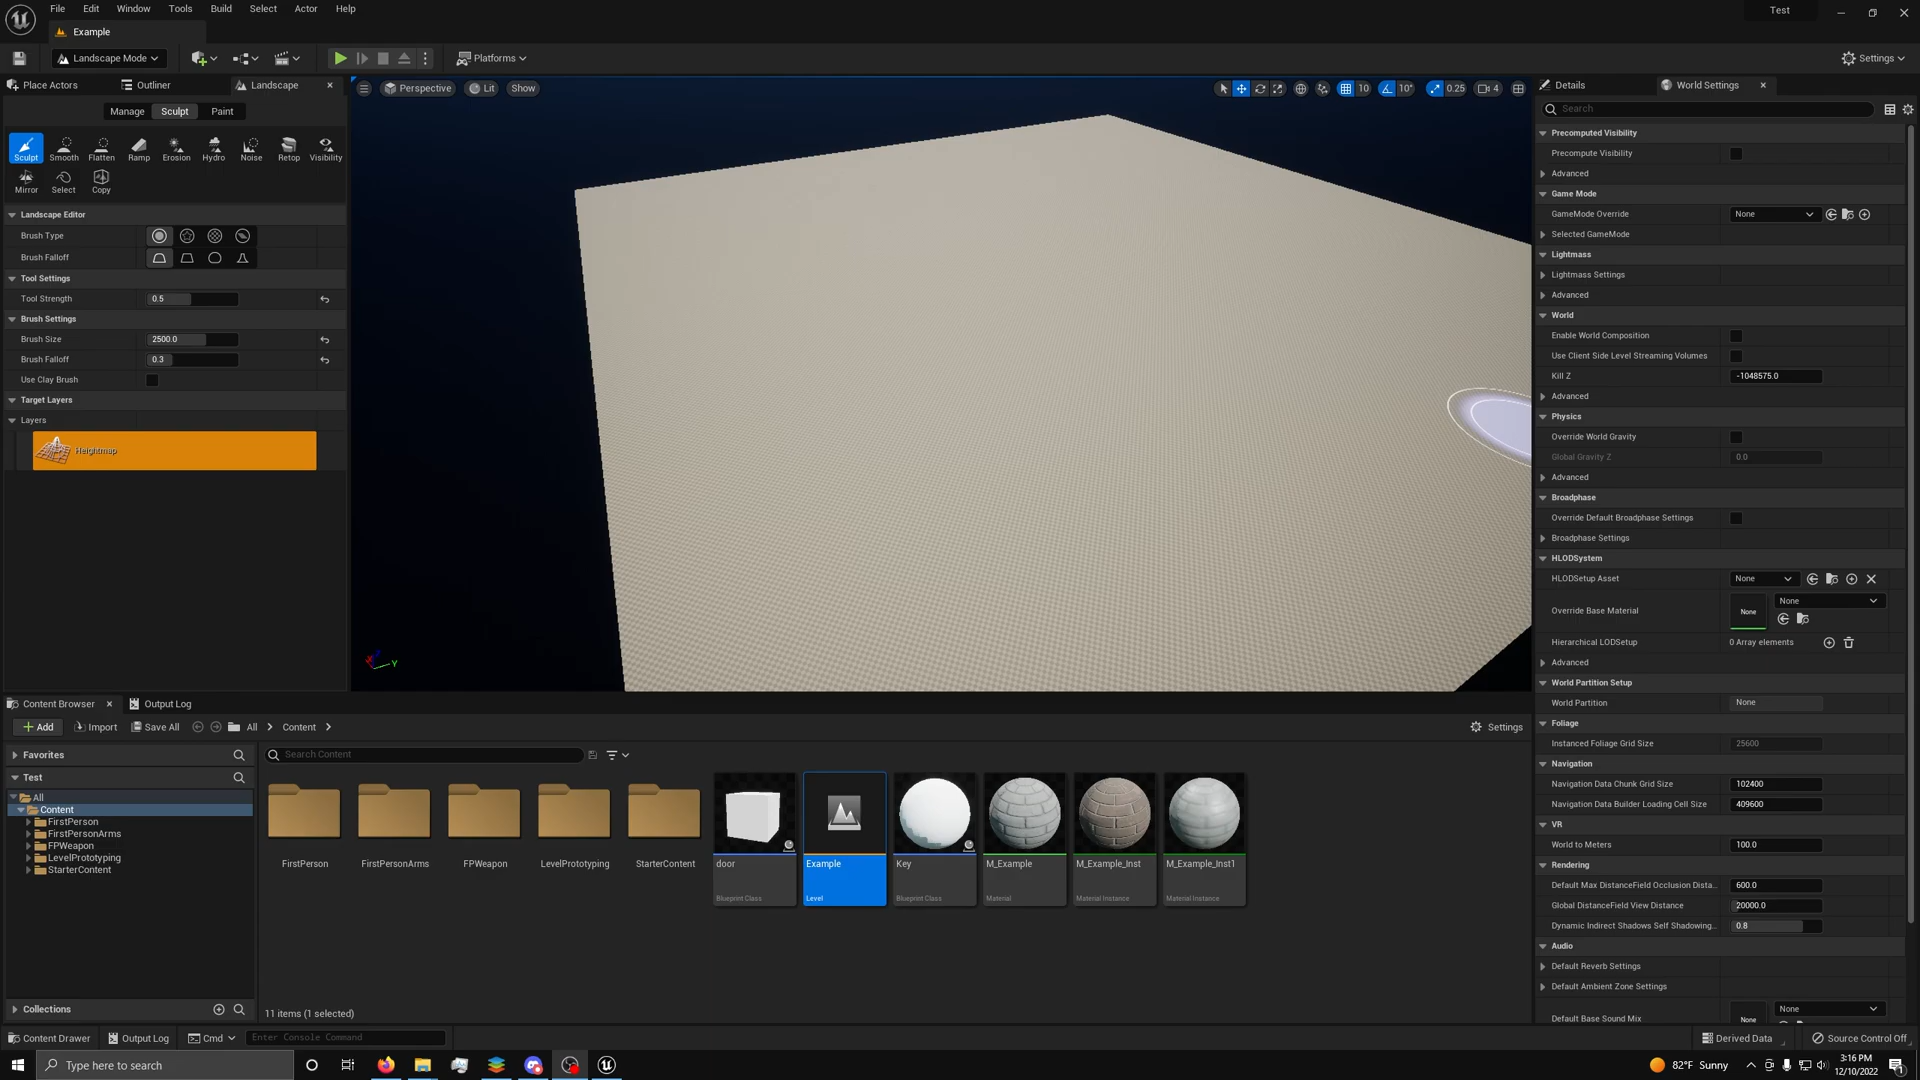 File Edit Window Tools Build Select Actor Help
Test
Example
Landscape Mode
Platforms
Settings
Place Actors
Outliner
Landscape
Manage Sculpt Paint
Sculpt Smooth Flatten Ramp Erosion Hydro Noise Retop Visibility
Mirror Select Copy
Landscape Editor
Brush Type
Brush Falloff
Tool Settings
Tool Strength 0.5
Brush Settings
Brush Size 2500.0
Brush Falloff 0.3
Use Clay Brush
Target Layers
Layers
Heightmap
Perspective Lit Show
10 10° 0.25 4
X Y
Details
World Settings
Search
Precomputed Visibility
Precompute Visibility
Advanced
Game Mode
GameMode Override None
Selected GameMode
Lightmass
Lightmass Settings
Advanced
World
Enable World Composition
Use Client Side Level Streaming Volumes
Kill Z -1048575.0
Advanced
Physics
Override World Gravity
Global Gravity Z 0.0
Advanced
Broadphase
Override Default Broadphase Settings
Broadphase Settings
HLODSystem
HLODSetup Asset None
Override Base Material None None
Hierarchical LODSetup 0 Array elements
Advanced
World Partition Setup
World Partition None
Foliage
Instanced Foliage Grid Size 25600
Navigation
Navigation Data Chunk Grid Size 102400
Navigation Data Builder Loading Cell Size 409600
VR
World to Meters 100.0
Rendering
Default Max DistanceField Occlusion Dista... 600.0
Global DistanceField View Distance 20000.0
Dynamic Indirect Shadows Self Shadowing... 0.8
Audio
Default Reverb Settings
Default Ambient Zone Settings
Default Base Sound Mix None None
Content Browser
Output Log
Add Import Save All All Content
Settings
Favorites
Search Content
Test
All
Content
FirstPerson
FirstPersonArms
FPWeapon
LevelPrototyping
StarterContent
FirstPerson FirstPersonArms FPWeapon LevelPrototyping StarterContent door Example Key M_Example M_Example_Inst M_Example_Inst1
Blueprint Class Level Blueprint Class Material Material Instance Material Instance
Collections
11 items (1 selected)
Content Drawer Output Log Cmd Enter Console Command
Derived Data Source Control Off
Type here to search
82°F Sunny
3:16 PM
12/10/2022
1